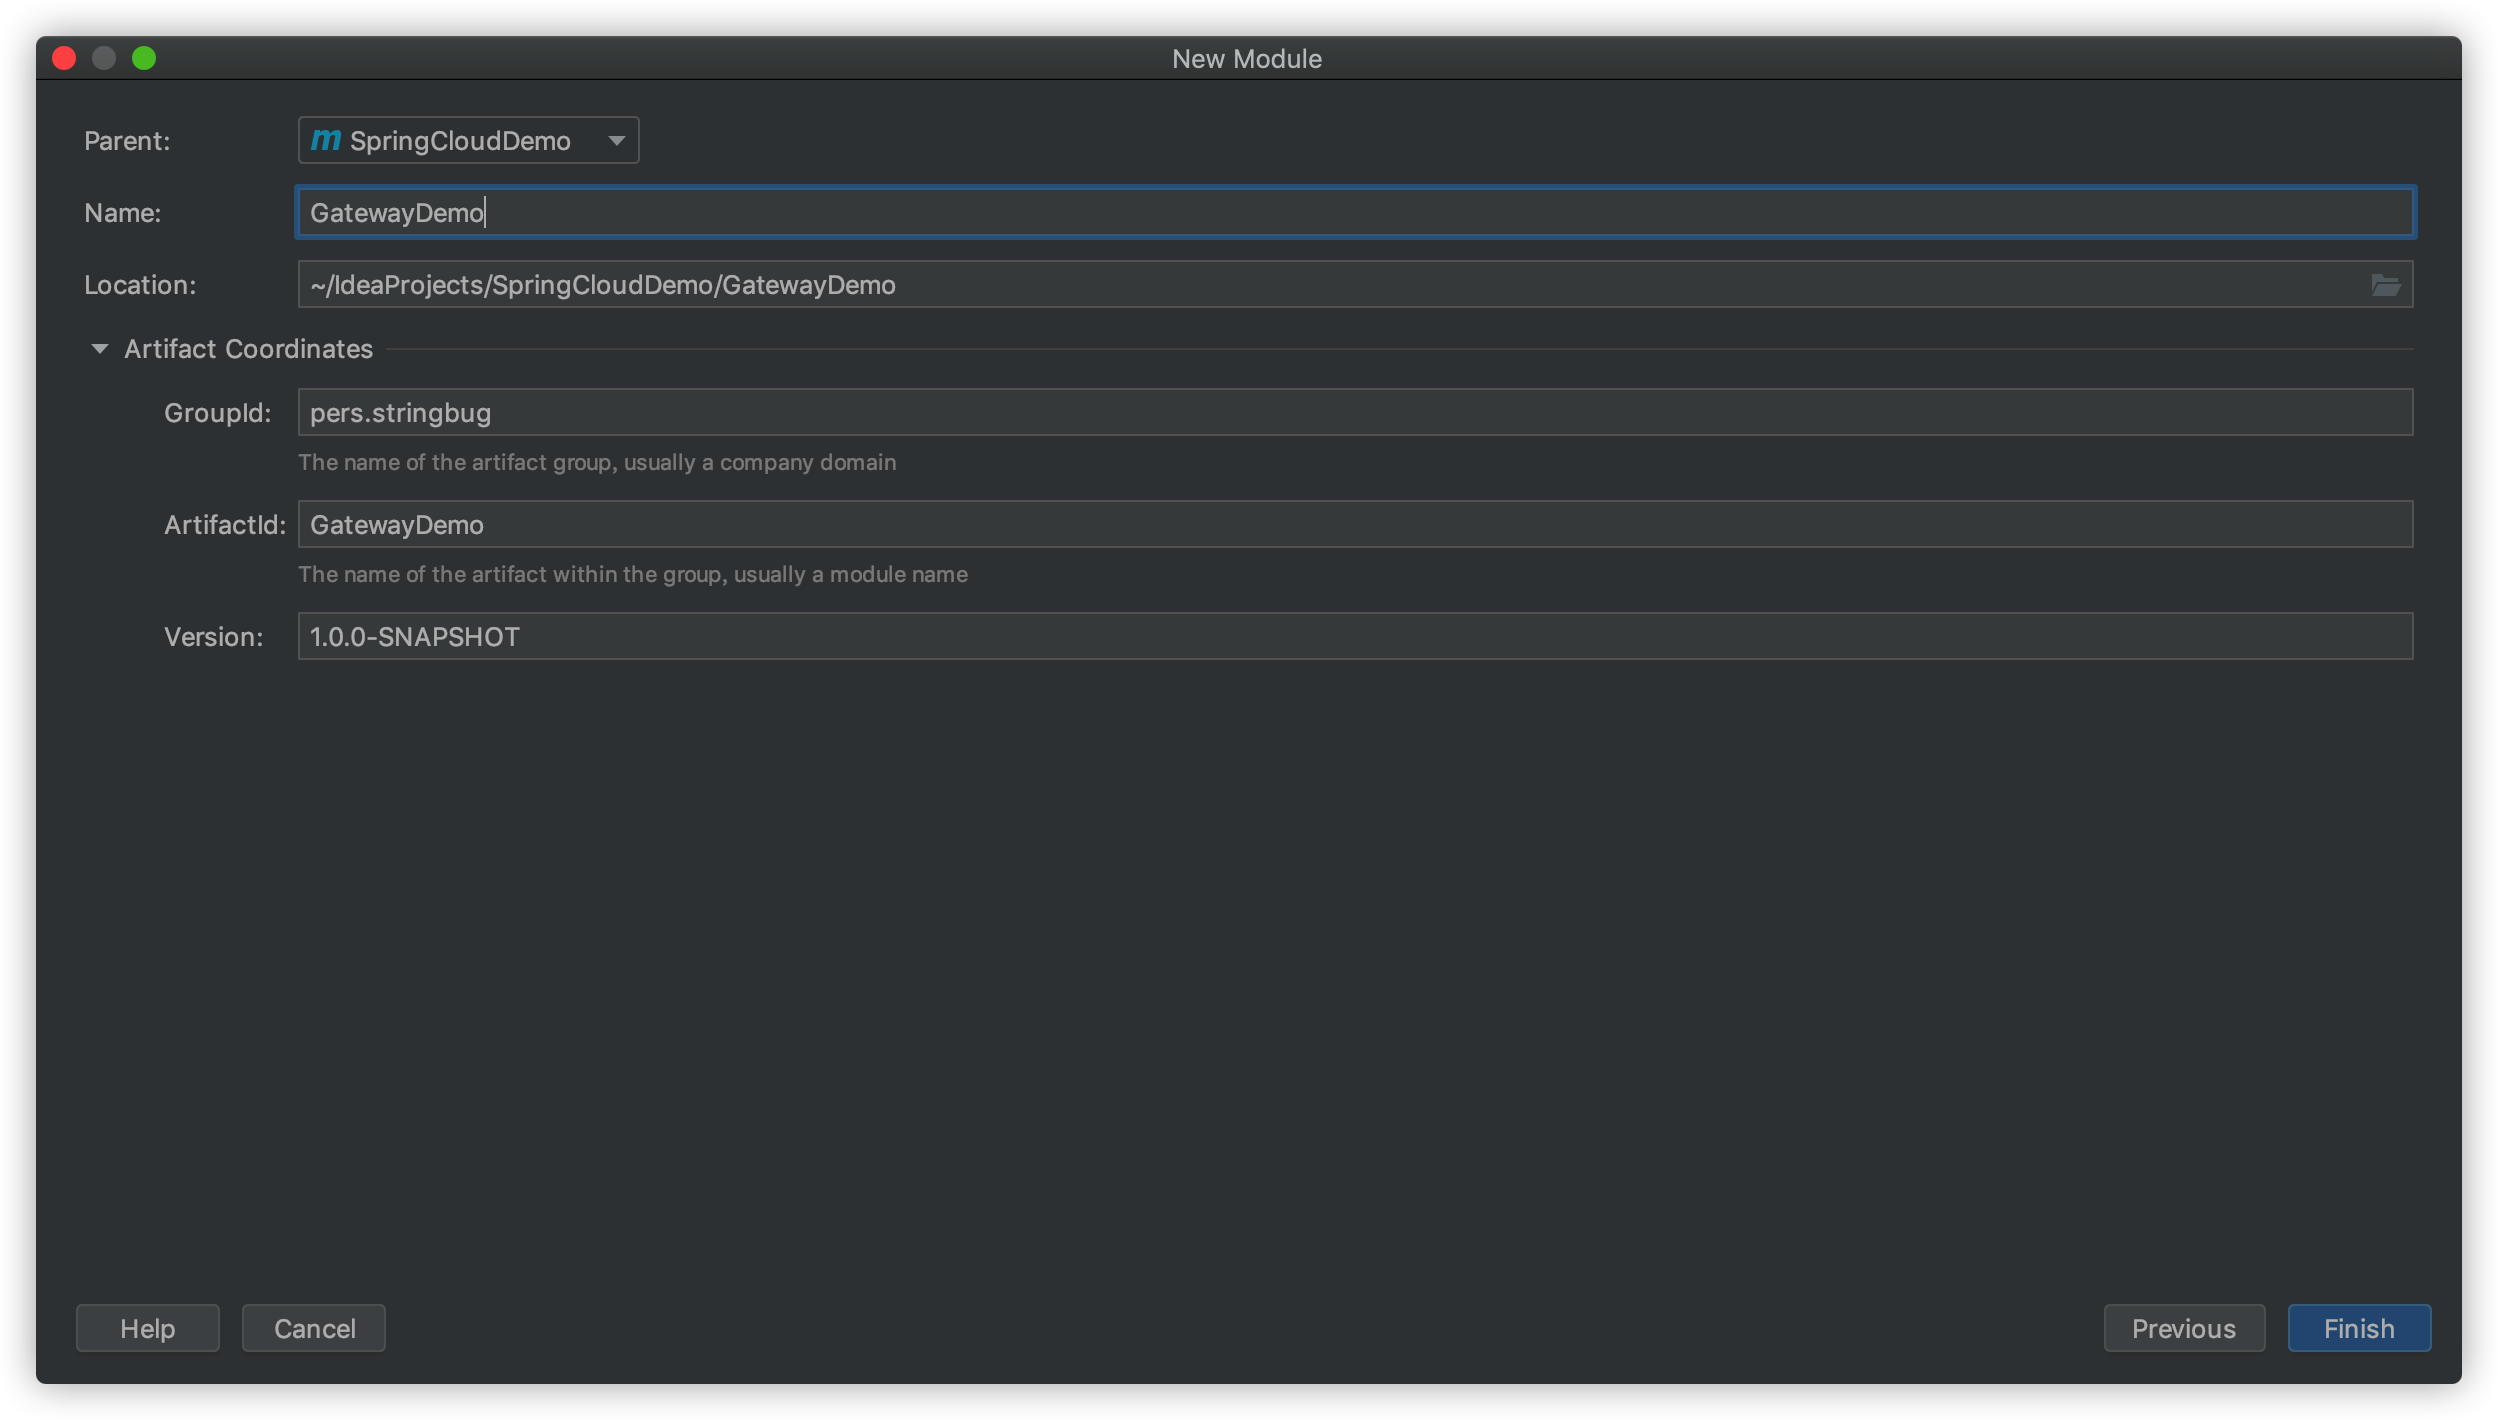 New Module
Parent: m SpringCloudDemo
Name: GatewayDemo
Location: ~/IdeaProjects/SpringCloudDemo/GatewayDemo
Artifact Coordinates
GroupId: pers.stringbug
The name of the artifact group, usually a company domain
ArtifactId: GatewayDemo
The name of the artifact within the group, usually a module name
Version: 1.0.0-SNAPSHOT
Help Cancel Previous Finish